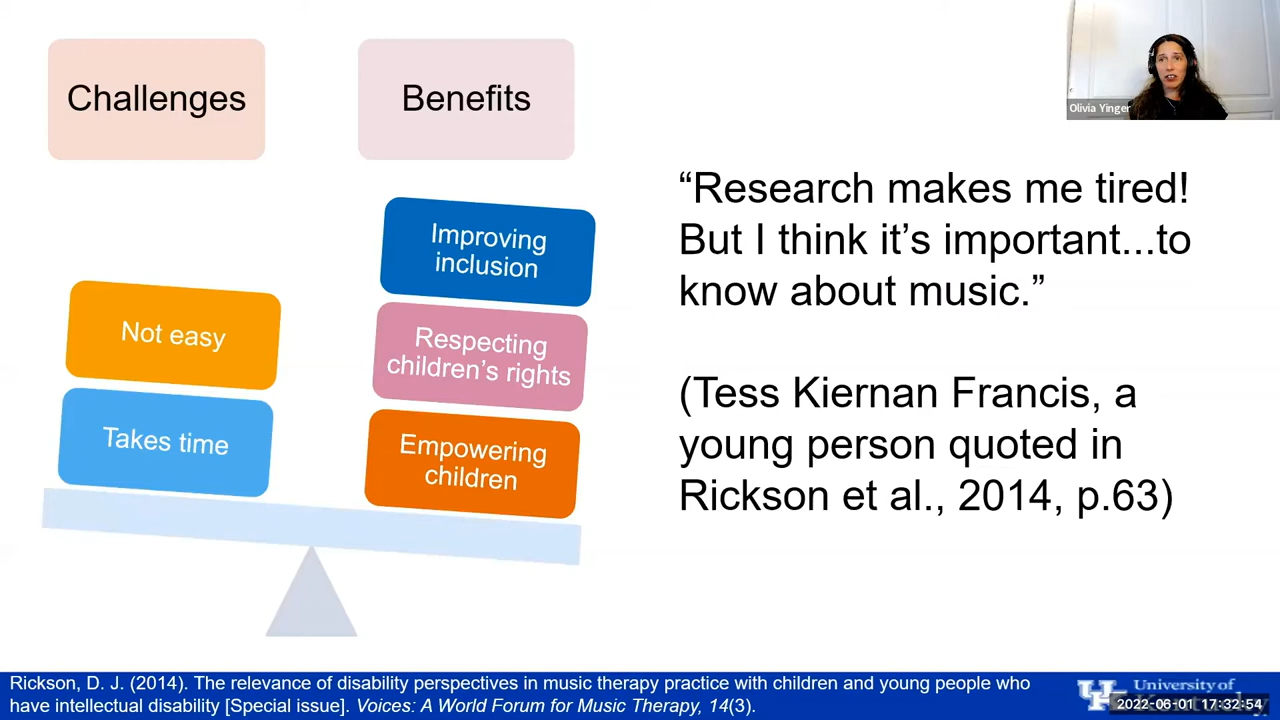 Challenges
Benefits
Olivia Yinger
Improving
inclusion
Not easy
Respecting
children’s rights
Takes time
Empowering
children
“Research makes me tired!
But I think it’s important...to
know about music.”
(Tess Kiernan Francis, a
young person quoted in
Rickson et al., 2014, p.63)
Rickson, D. J. (2014). The relevance of disability perspectives in music therapy practice with children and young people who
have intellectual disability [Special issue]. Voices: A World Forum for Music Therapy, 14(3).
University of
2022-06-01 17:32:54